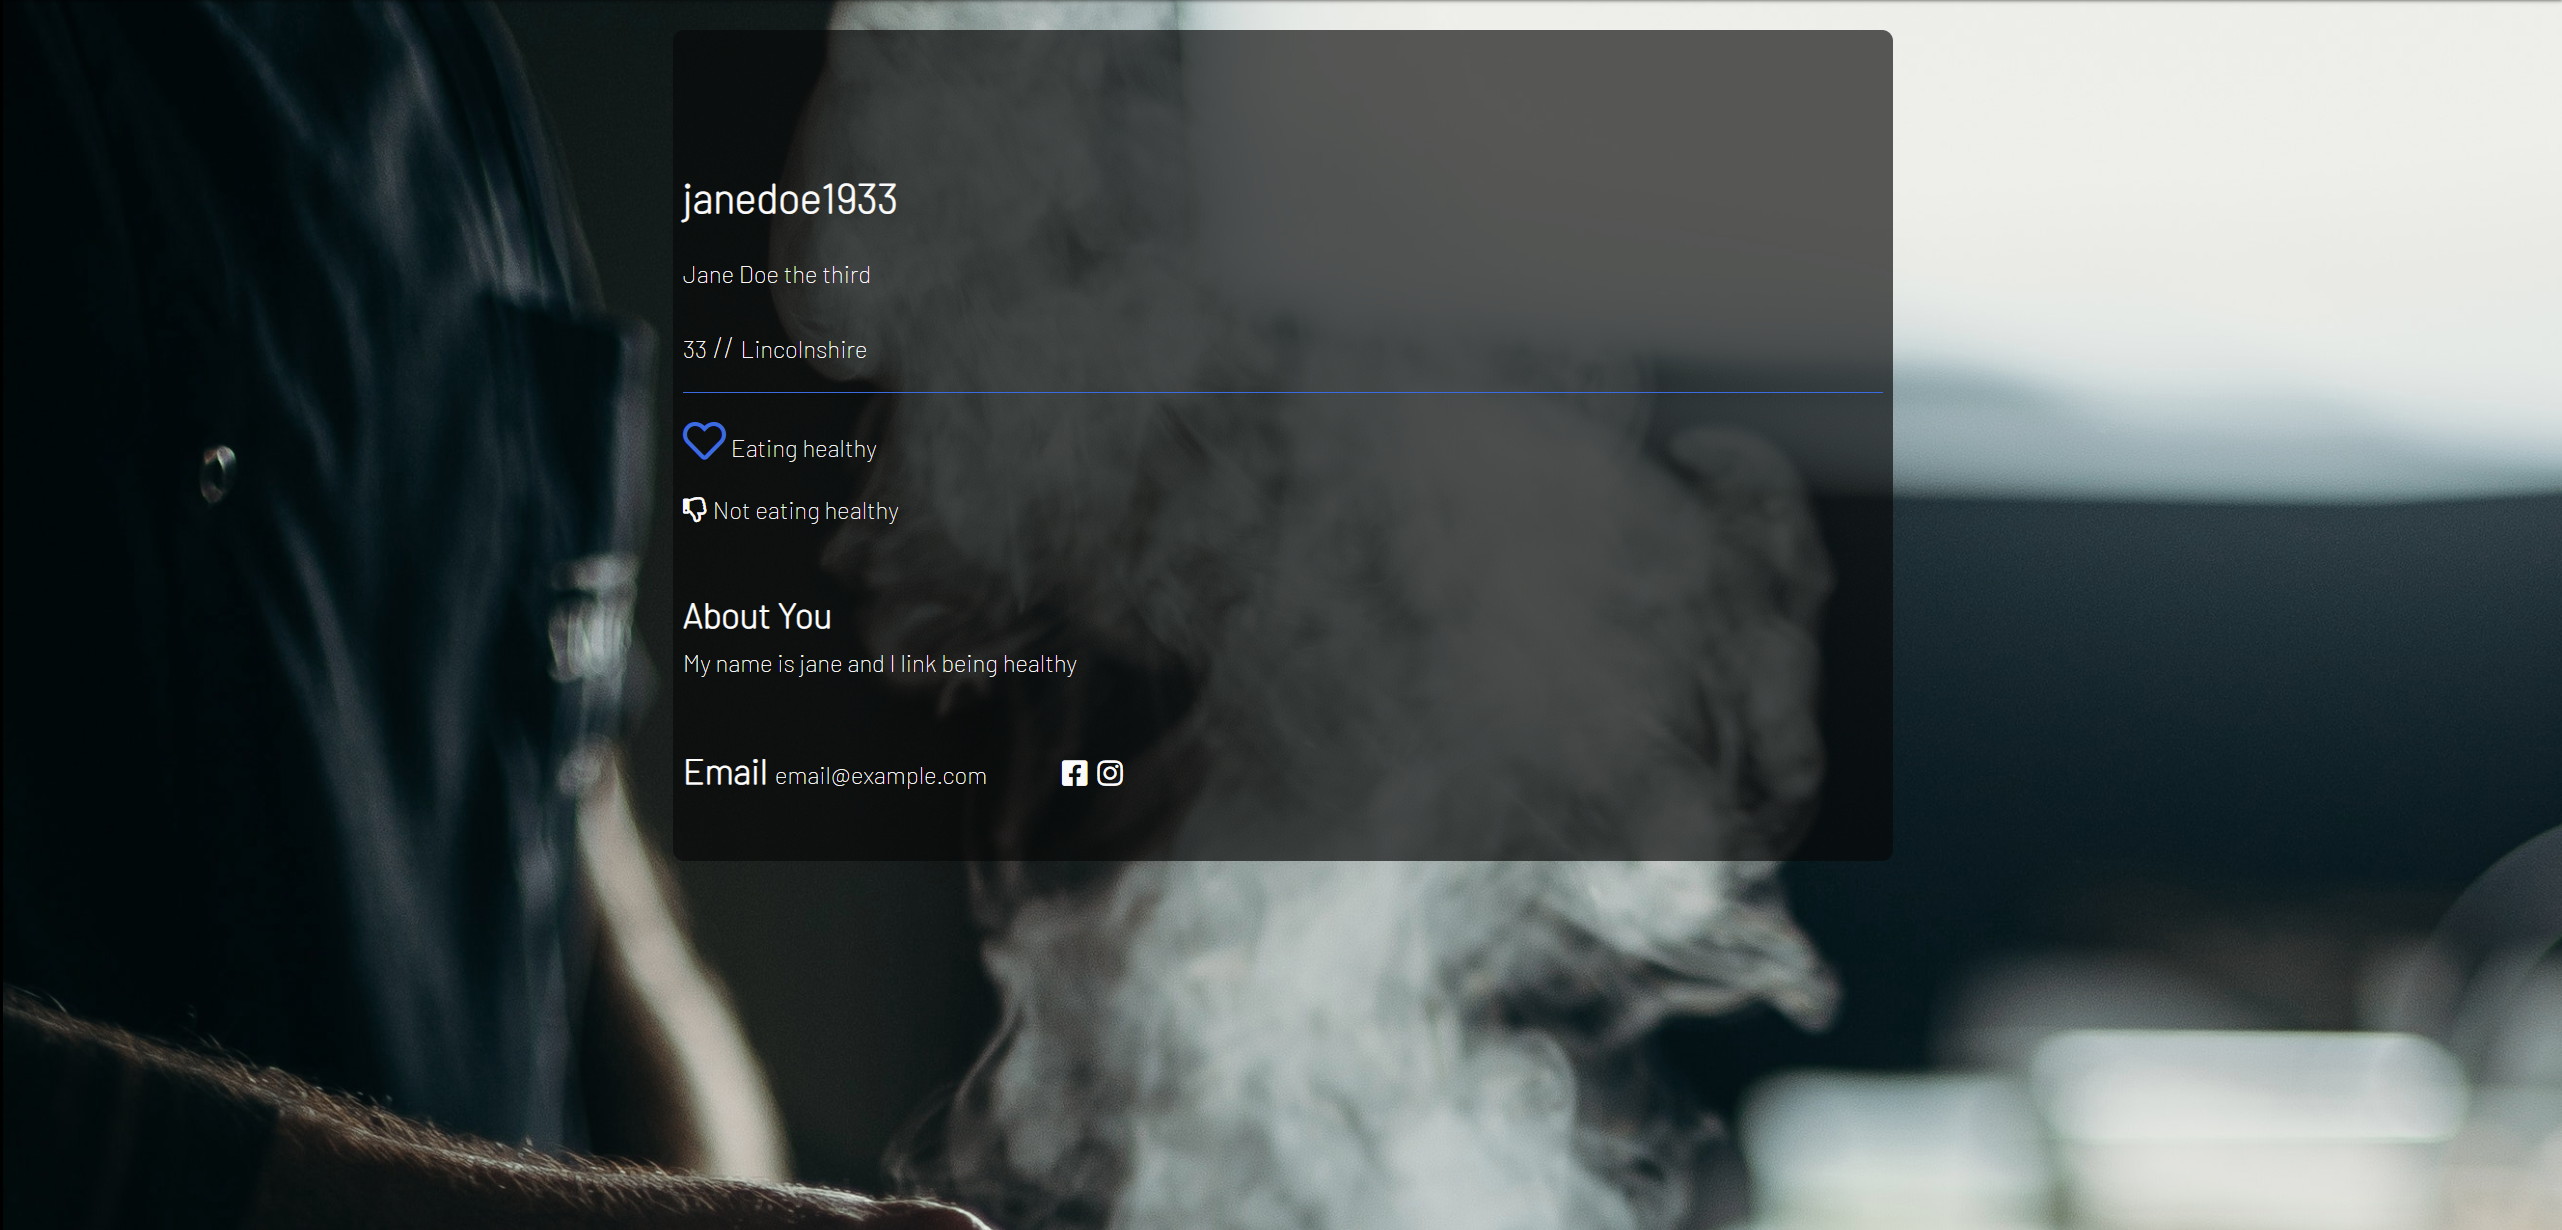 janedoe1933
Jane Doe the third
33 // Lincolnshire
Eating healthy
Not eating healthy
About You
My name is jane and I link being healthy
Email email@example.com